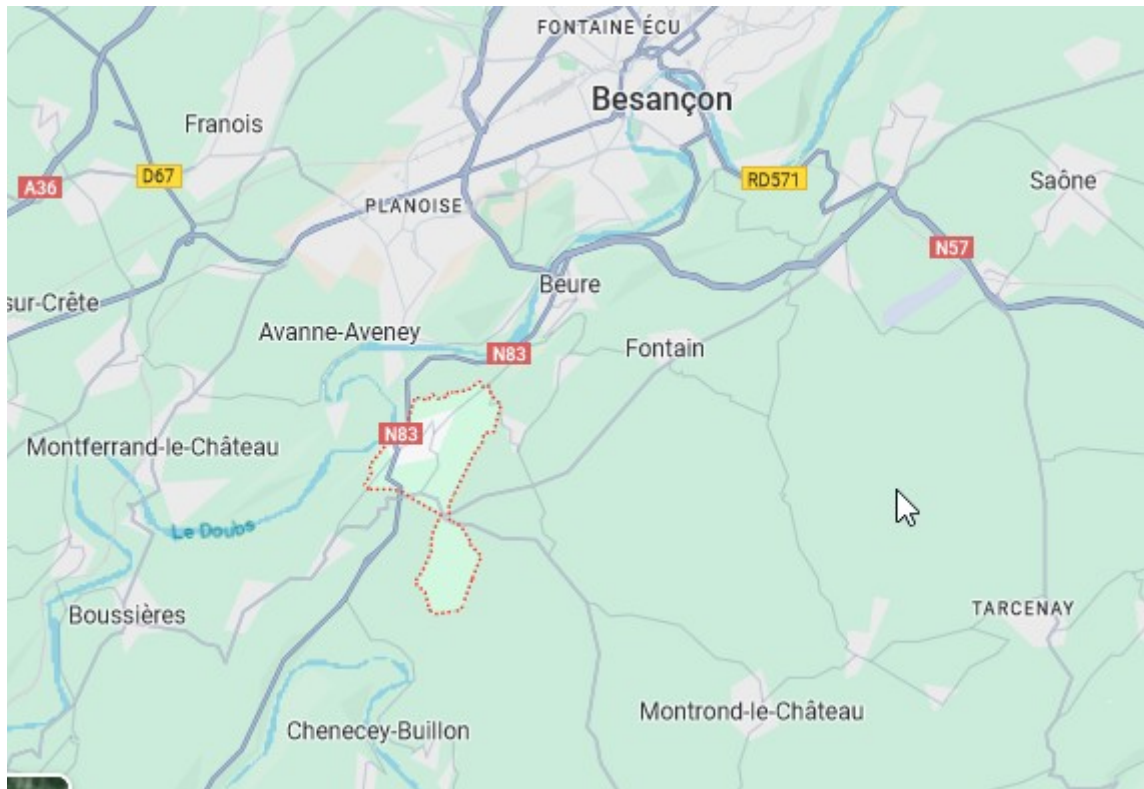 FONTAINE ÉCU
Besançon
Franois
A36
D67
RD571
Saône
PLANOISE
N57
sur-Crête
Beure
Avanne-Aveney
N83
Fontain
N83
Montferrand-le-Château
Le Doubs
Boussières
TARCENAY
Montrond-le-Château
Chenecey-Buillon